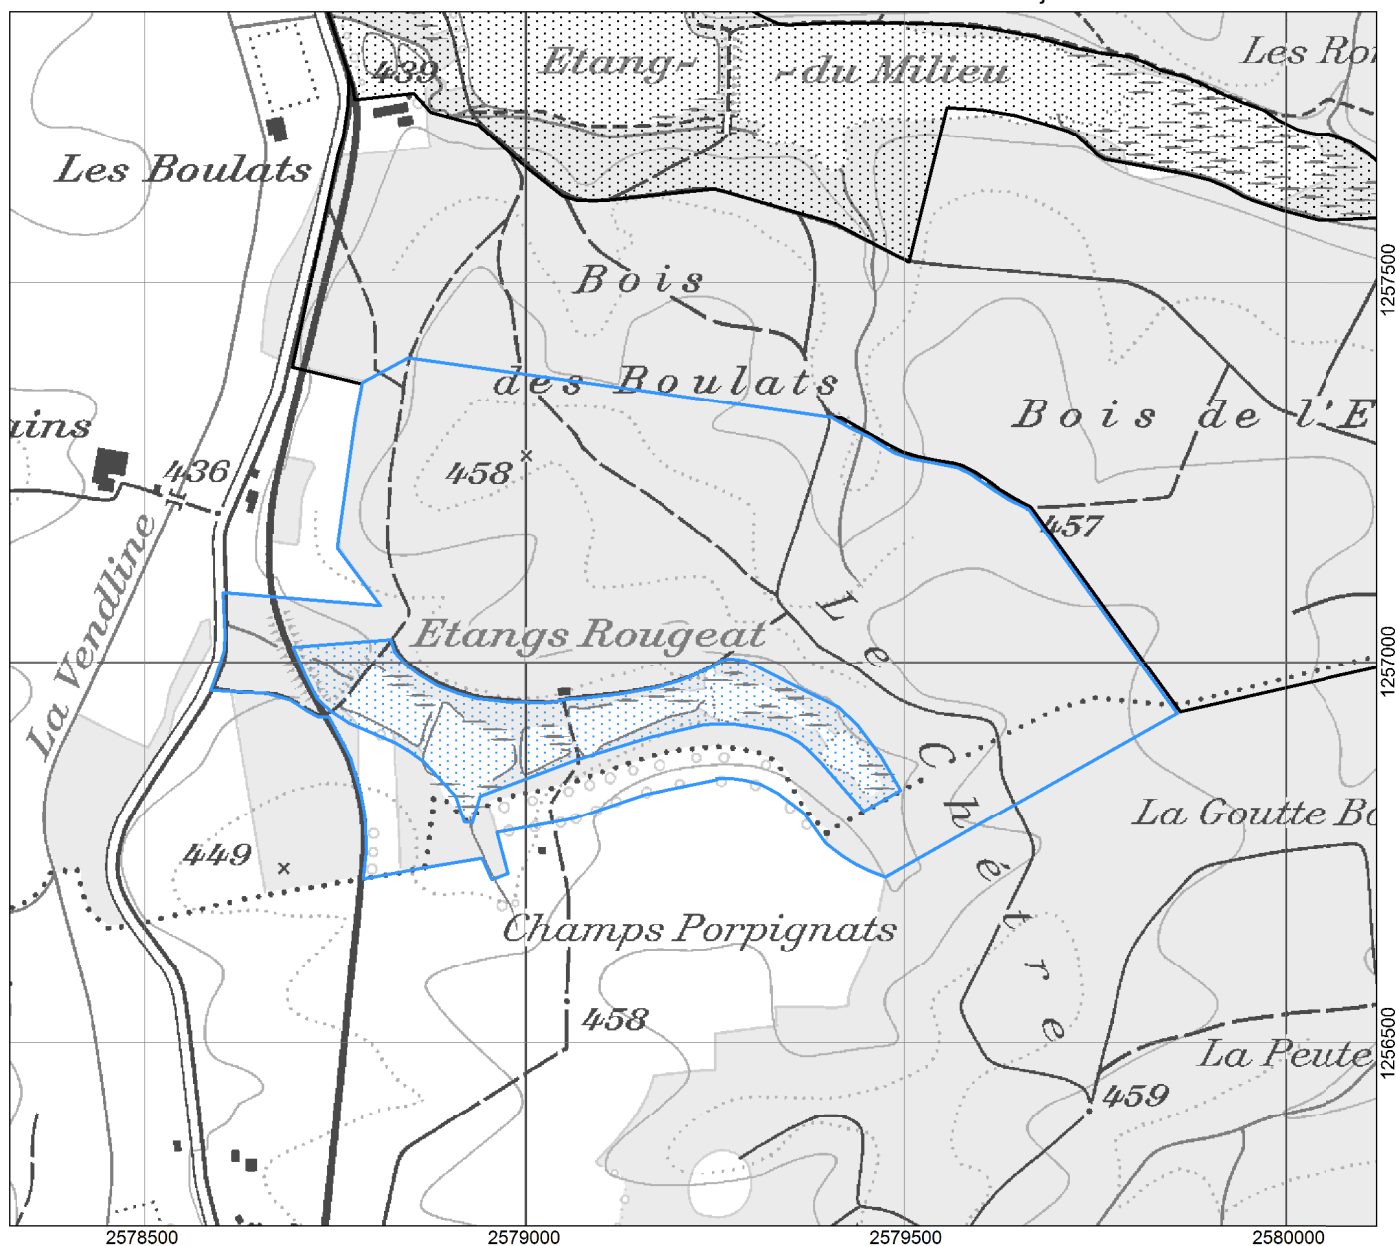 439
Etang-
-du Milieu
Les Ro
Les Boulats
Bois
des Boulats
Bois de l'E
ains
436
458
457
La Vendline
Etangs Rougeat
Le Chêtre
449
La Goutte Bo
Champs Porpignats
458
La Peute
459
1257500
1257000
1256500
2578500
2579000
2579500
2580000